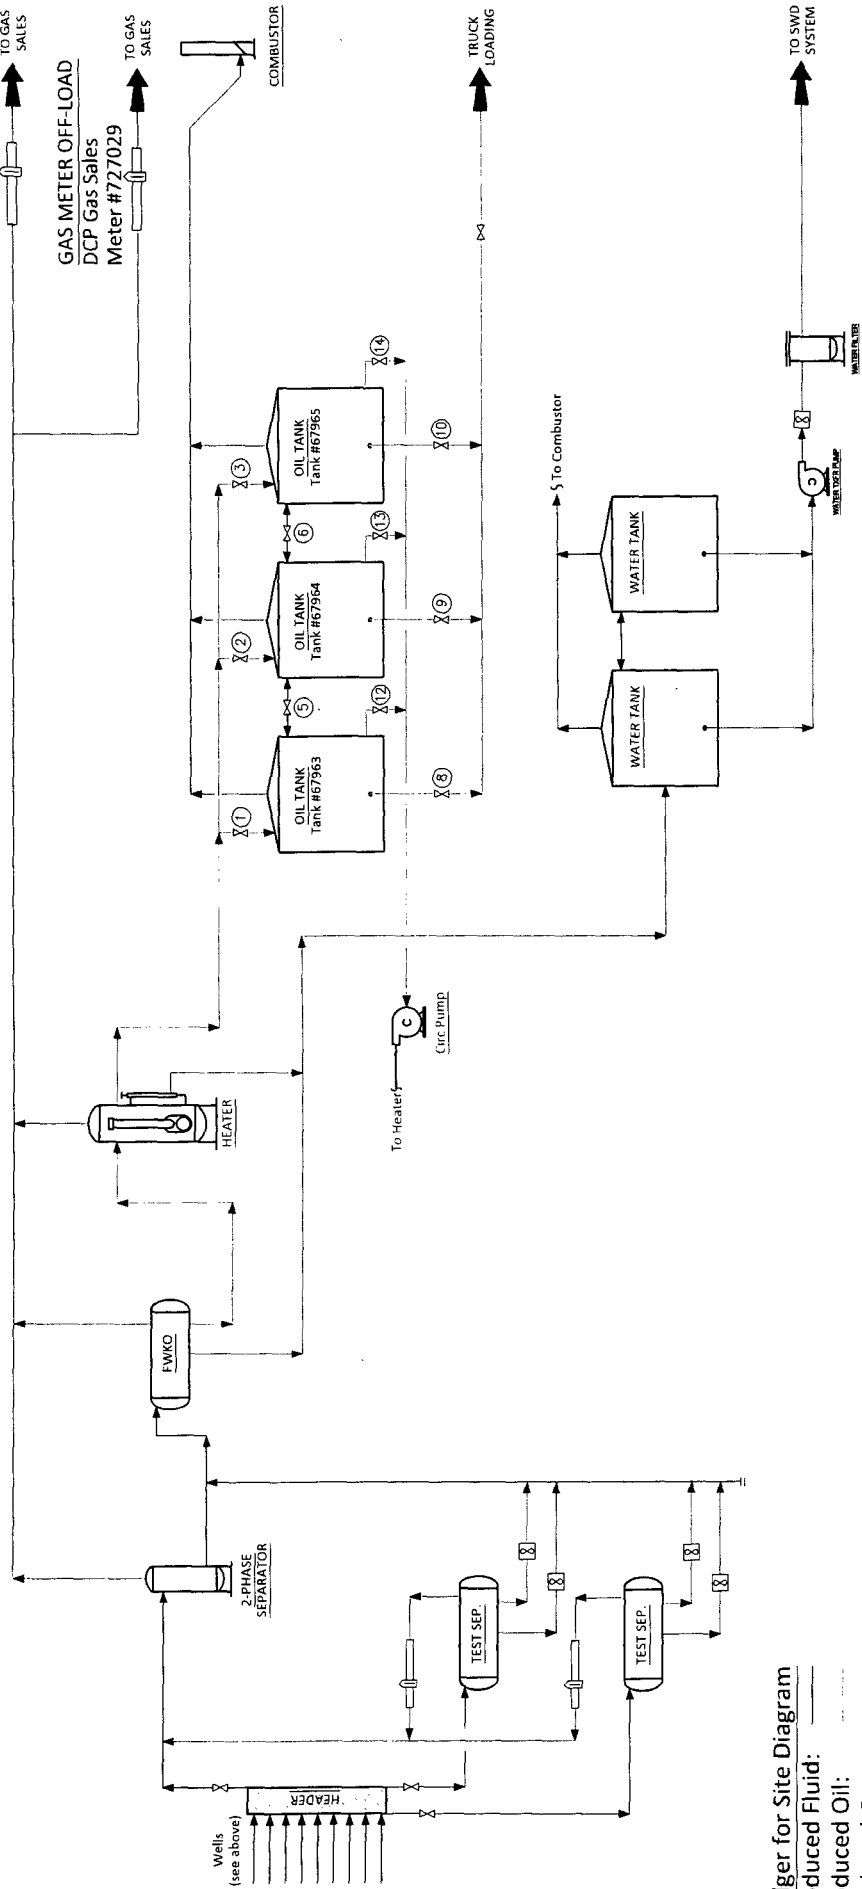 TO GAS
SALES
TO GAS
SALES
GAS METER OFF-LOAD
DCP Gas Sales
Meter #727029
COMBUSTOR
TRUCK
LOADING
TO SWD
SYSTEM
14
10
OIL TANK
Tank #67965
3
6
13
9
OIL TANK
Tank #67964
2
5
12
8
OIL TANK
Tank #67963
1
To Combustor
WATER FILTER
WATER TXFR PUMP
C
WATER TANK
WATER TANK
C
Circ Pump
To Heater
HEATER
FWKO
2-PHASE
SEPARATOR
TEST SEP.
TEST SEP.
HEADER
Wells
(see above)
ger for Site Diagram
duced Fluid:
duced Oil: